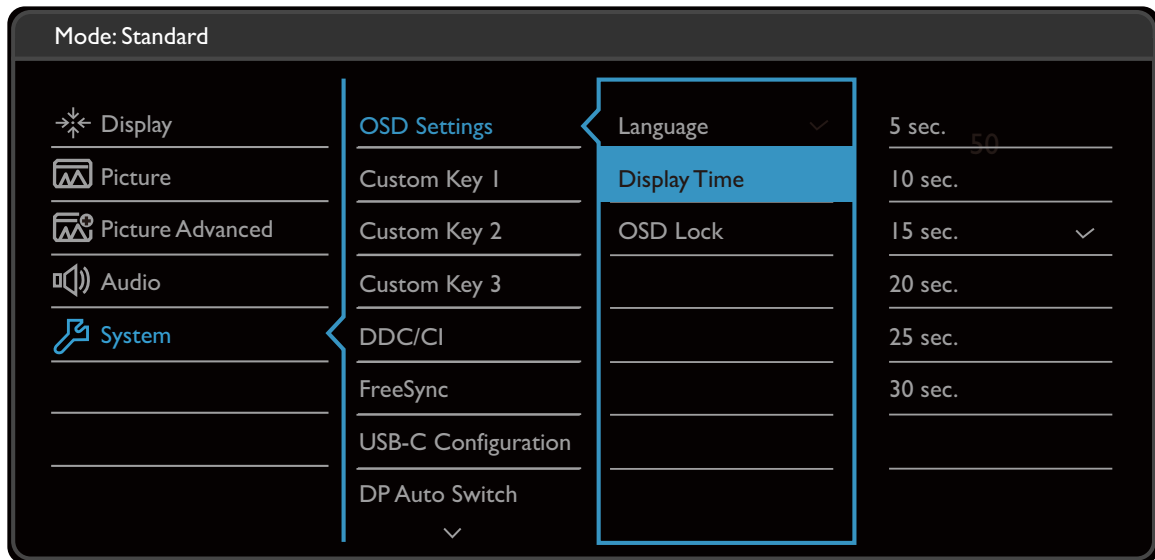 Mode: Standard
Display
Picture
Picture Advanced
Audio
System
OSD Settings
Custom Key 1
Custom Key 2
Custom Key 3
DDC/CI
FreeSync
USB-C Configuration
DP Auto Switch
Language
Display Time
OSD Lock
5 sec.
50
10 sec.
15 sec.
20 sec.
25 sec.
30 sec.